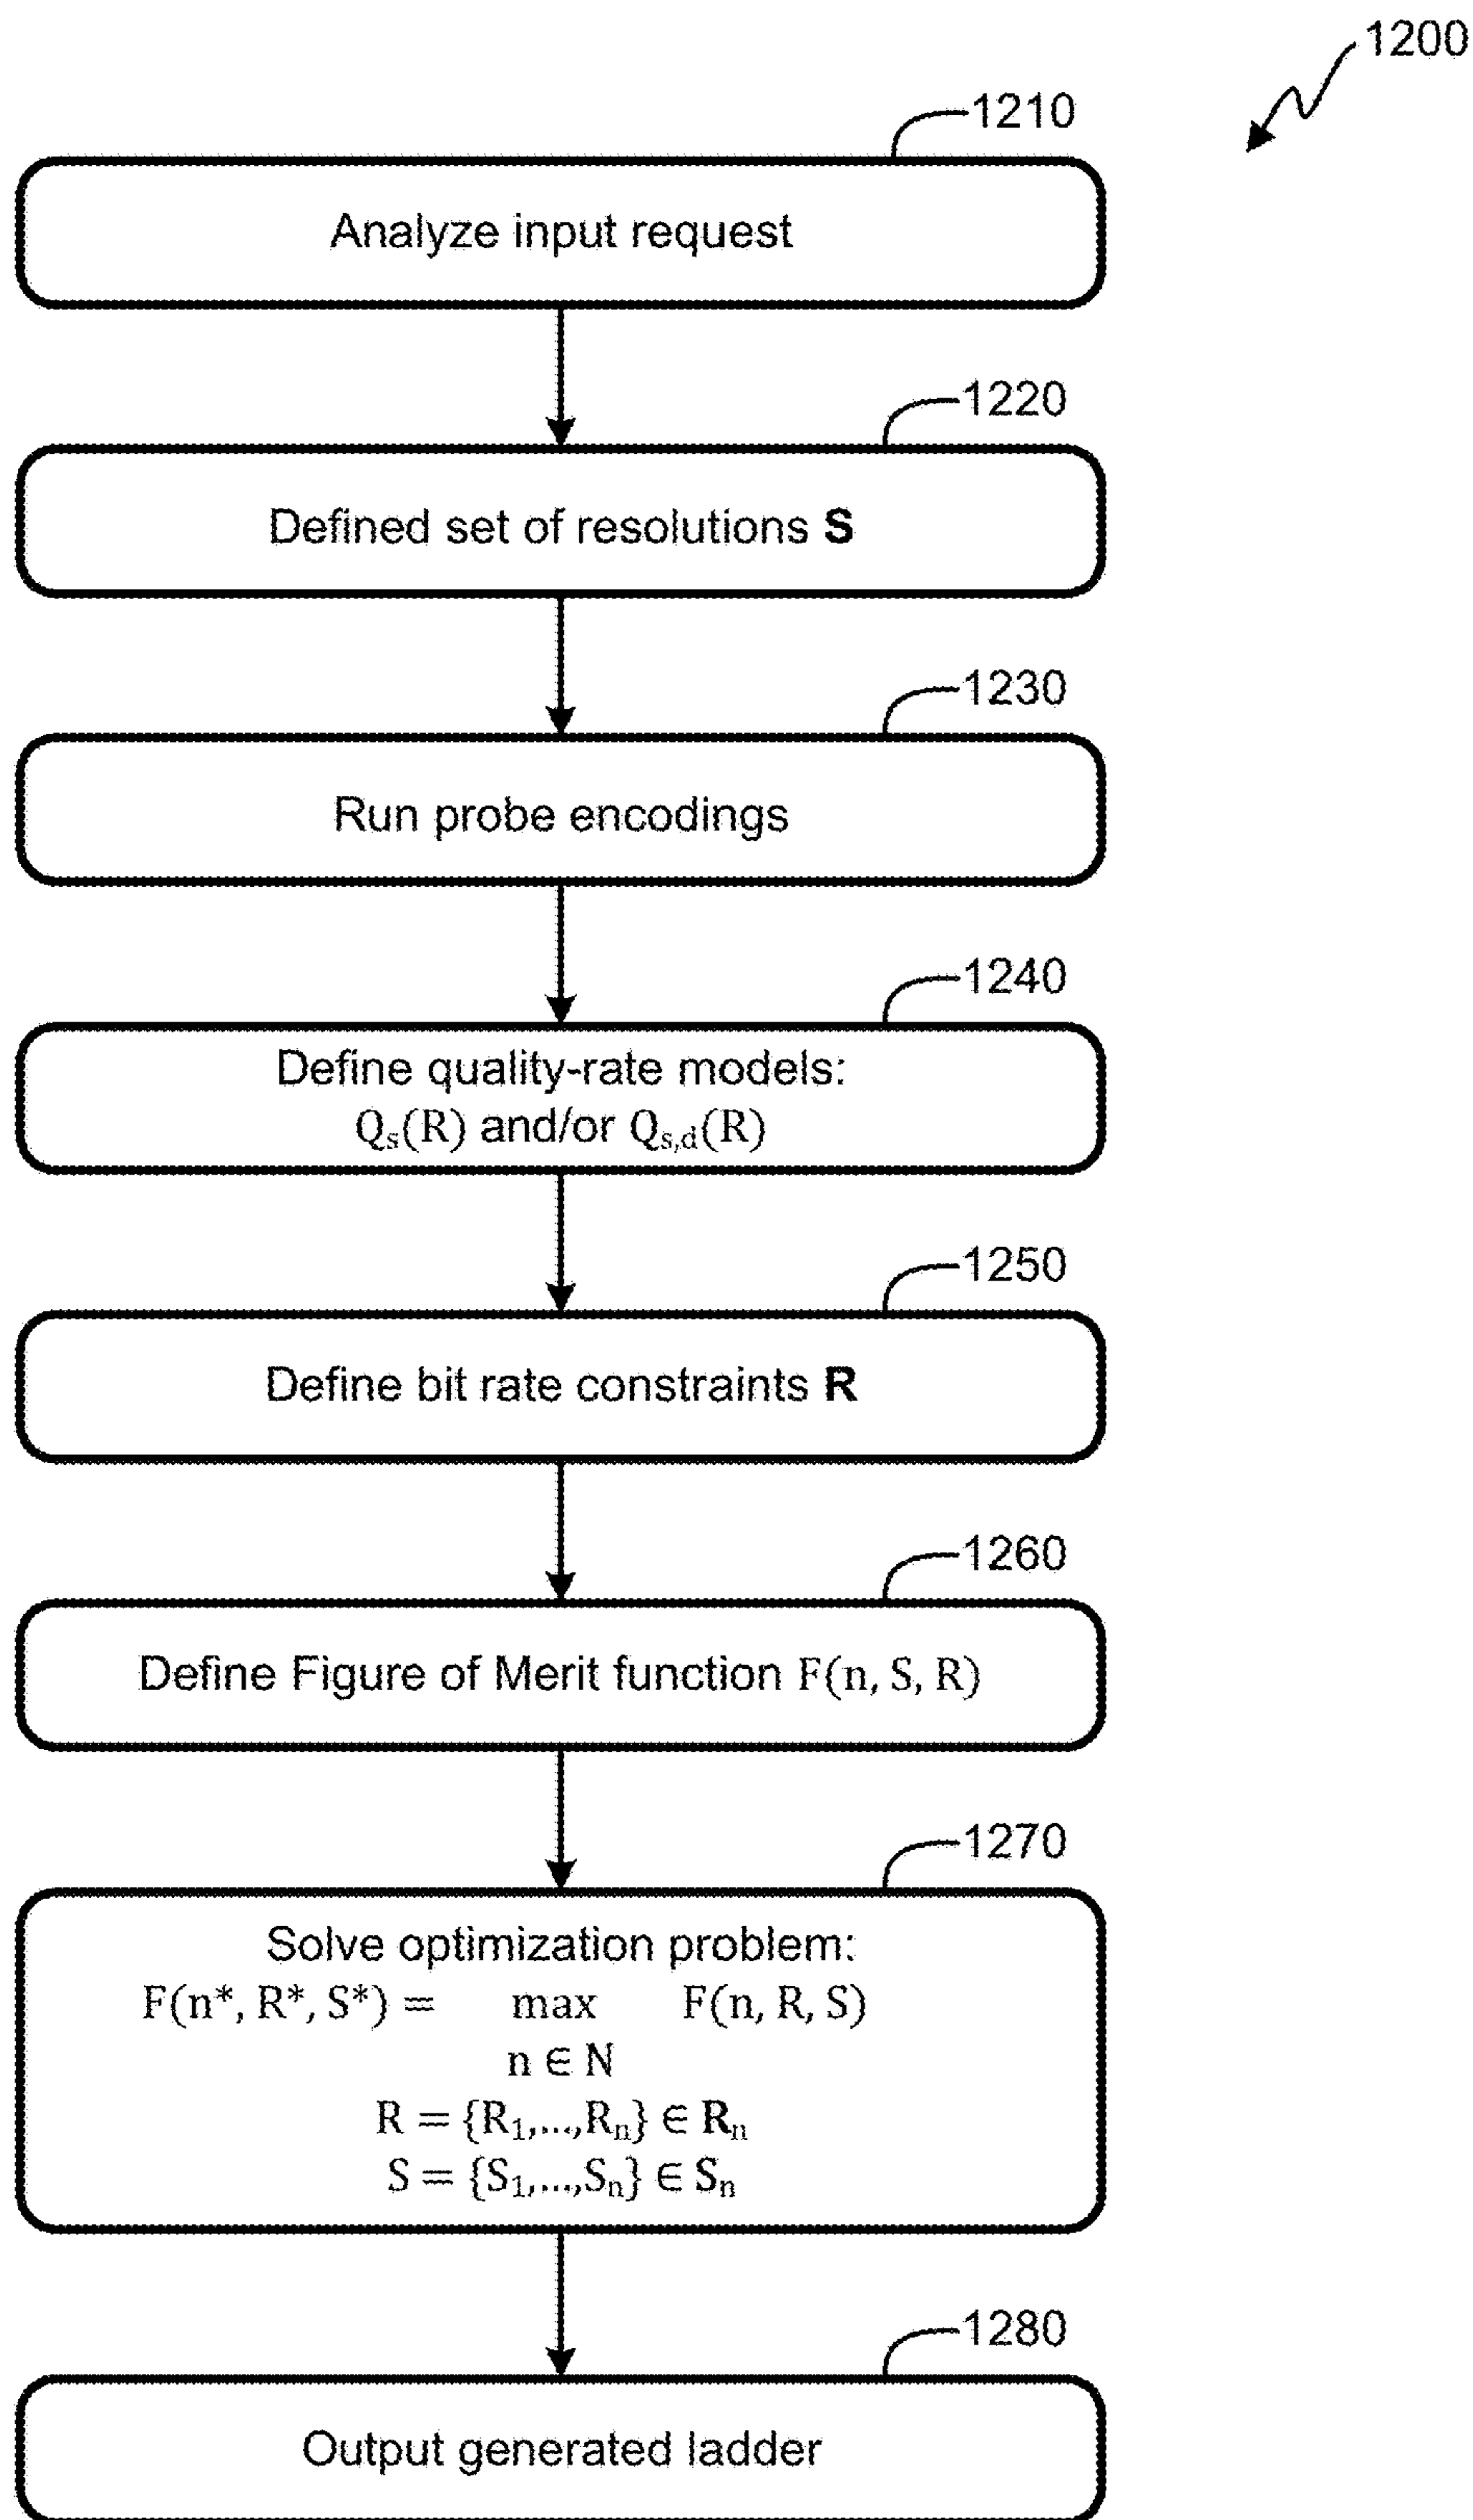 1200
1210
Analyze input request
1220
Defined set of resolutions S
1230
Run probe encodings
1240
Define quality-rate models:
Qs(R) and/or Qs,d(R)
1250
Define bit rate constraints R
1260
Define Figure of Merit function F(n, S, R)
1270
Solve optimization problem:
F(n*, R*, S*) = max F(n, R, S)
n ∈ N
R = {R1,...,Rn} ∈ Rn
S = {S1,...,Sn} ∈ Sn
1280
Output generated ladder